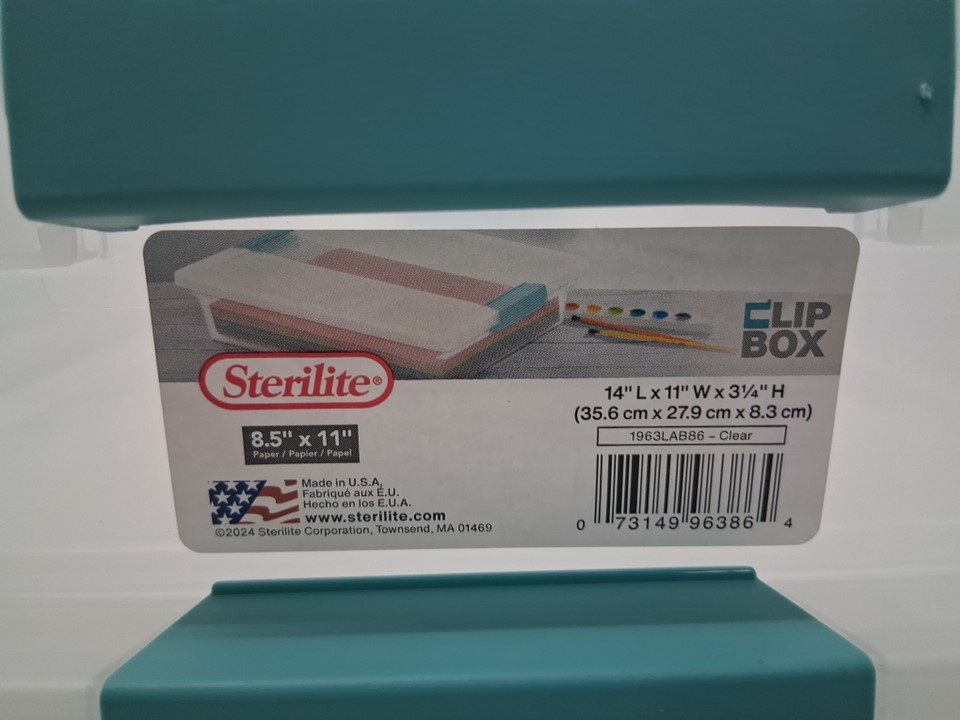 CLIP
BOX
Sterilite®
14" L x 11" W x 3¼" H
(35.6 cm x 27.9 cm x 8.3 cm)
8.5" x 11"
Paper / Papier / Papel
1963LAB86 – Clear
Made in U.S.A.
Fabriqué aux É.U.
Hecho en los E.U.A.
www.sterilite.com
©2024 Sterilite Corporation, Townsend, MA 01469
0 73149 96386 4